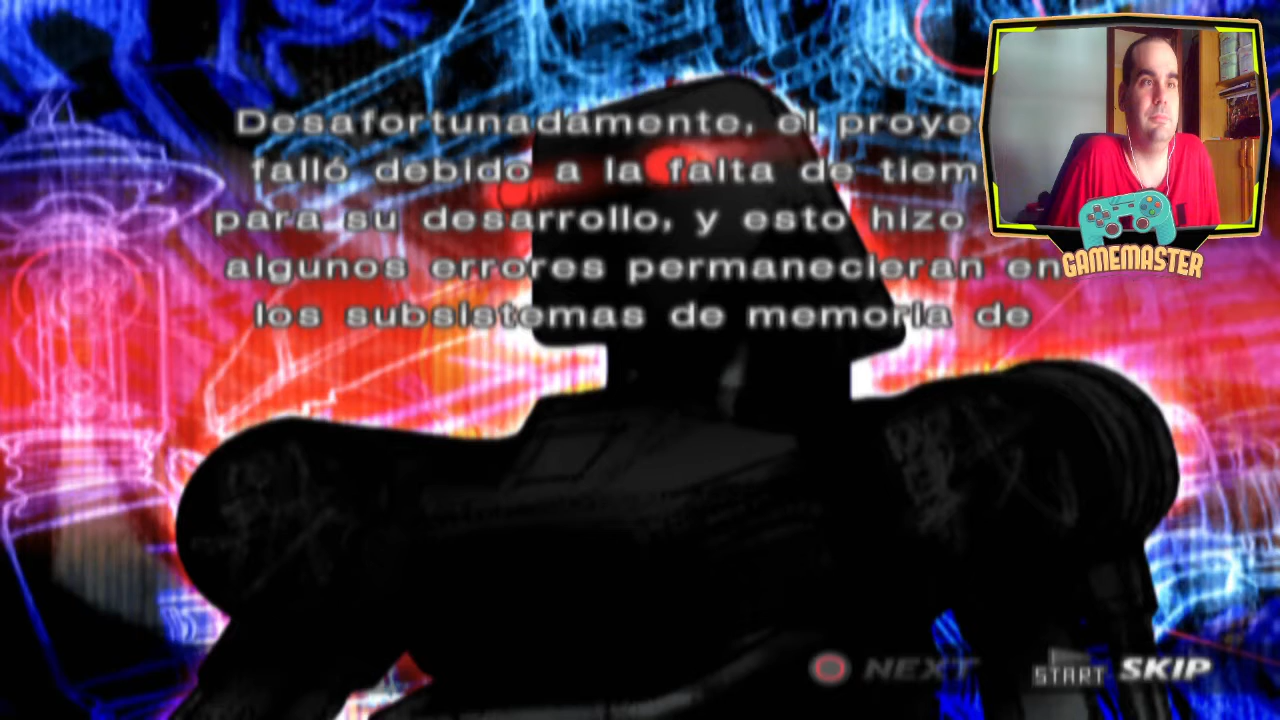 Desafortunadamente, el proye
falló debido a la falta de tiem
para su desarrollo, y esto hizo
algunos errores permanecieran en
los subsistemas de memoria de
GAMEMASTER
NEXT
START SKIP